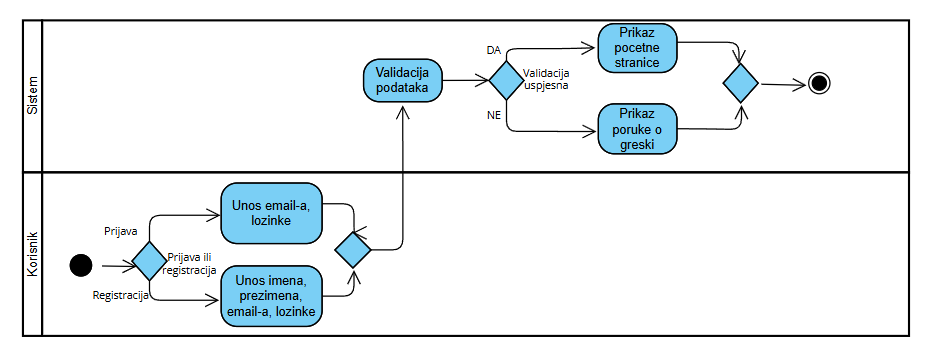 Sistem
Validacija
podataka
DA
NE
Validacija
uspjesna
Prikaz
pocetne
stranice
Prikaz
poruke o
greski
Korisnik
Prijava
Registracija
Prijava ili
registracija
Unos email-a,
lozinke
Unos imena,
prezimena,
email-a, lozinke